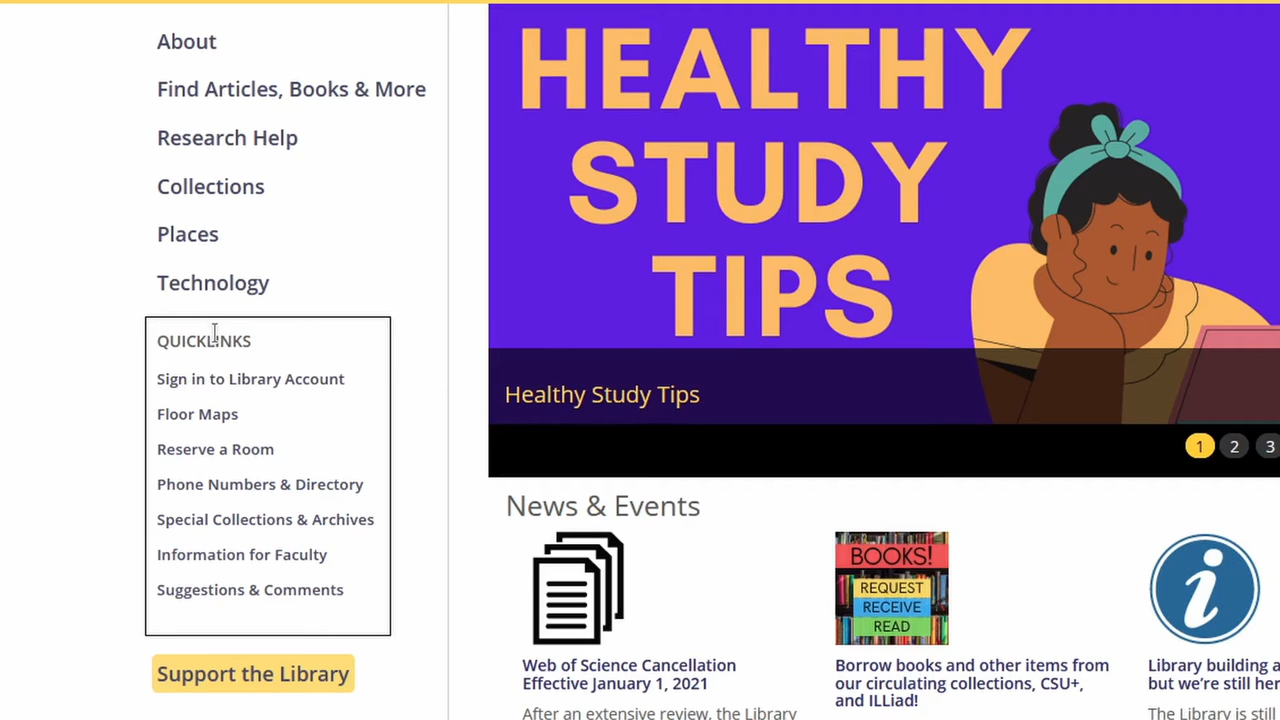 About
Find Articles, Books & More
Research Help
Collections
Places
Technology
QUICKLINKS
Sign in to Library Account
Floor Maps
Reserve a Room
Phone Numbers & Directory
Special Collections & Archives
Information for Faculty
Suggestions & Comments
Support the Library
HEALTHY
STUDY
TIPS
Healthy Study Tips
1 2 3
News & Events
Web of Science Cancellation
Effective January 1, 2021
After an extensive review, the Library
BOOKS!
REQUEST
RECEIVE
READ
Borrow books and other items from
our circulating collections, CSU+,
and ILLiad!
i
Library building
but we’re still
The Library is still